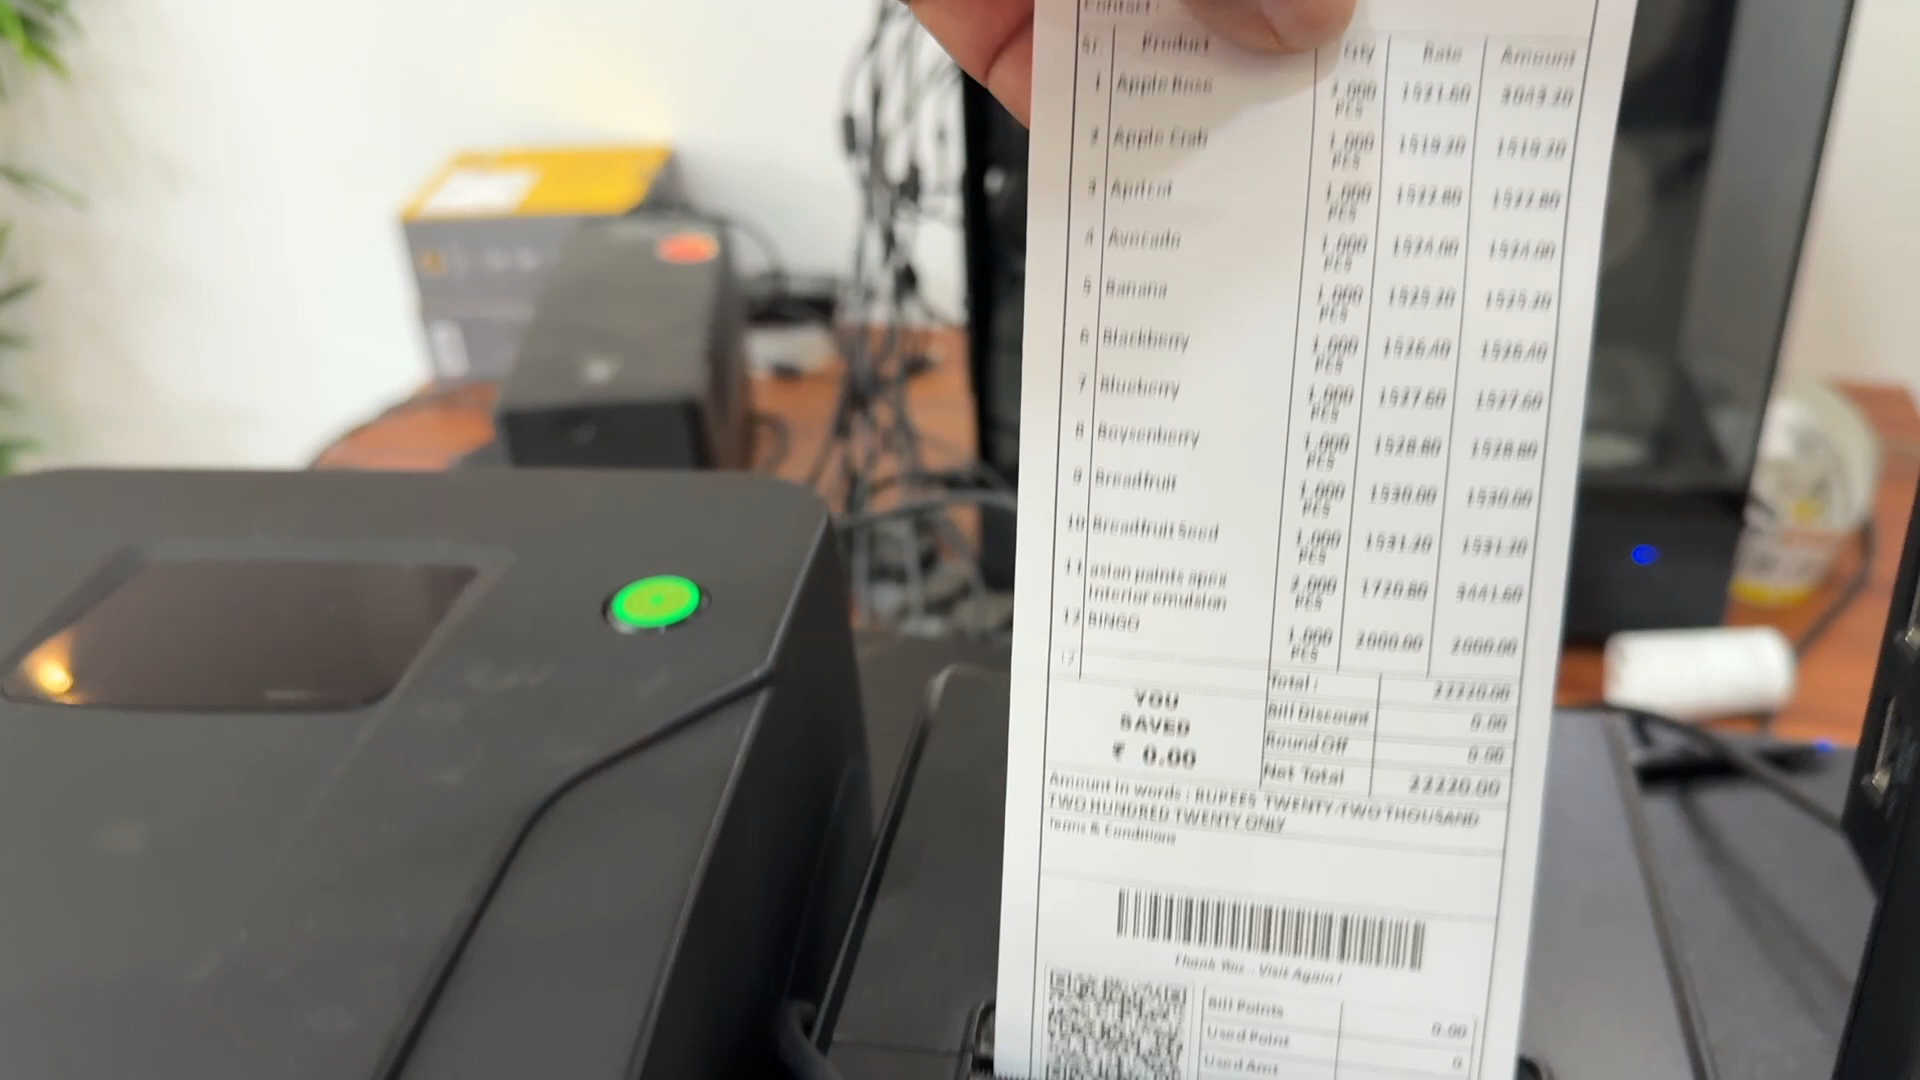 Contact :
Sr. Product Qty Rate Amount
1 Apple Rose 2.000 PCS 1521.60 3043.20
2 Apple Crab 1.000 PCS 1519.20 1519.20
3 Apricot 1.000 PCS 1522.80 1522.80
4 Avocado 1.000 PCS 1524.00 1524.00
5 Banana 1.000 PCS 1525.20 1525.20
6 Blackberry 1.000 PCS 1526.40 1526.40
7 Blueberry 1.000 PCS 1527.60 1527.60
8 Boysenberry 1.000 PCS 1528.80 1528.80
9 Breadfruit 1.000 PCS 1530.00 1530.00
10 Breadfruit Seed 1.000 PCS 1531.20 1531.20
11 asian paints apex 2.000 PCS 1720.80 3441.60
Interior emulsion
12 BINGO 1.000 PCS 2000.00 2000.00
YOU
SAVED
₹ 0.00
Total : 22220.00
Bill Discount 0.00
Round Off 0.00
Net Total 22220.00
Amount in words : RUPEES TWENTY-TWO THOUSAND
TWO HUNDRED TWENTY ONLY
Terms & Conditions
Thank You.. Visit Again !
Bill Points 0.00
Used Point 0
Used Amt